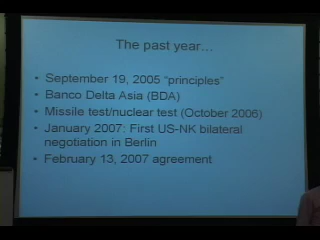 The past year…
• September 19, 2005 “principles”
• Banco Delta Asia (BDA)
• Missile test/nuclear test (October 2006)
• January 2007: First US-NK bilateral
negotiation in Berlin
• February 13, 2007 agreement